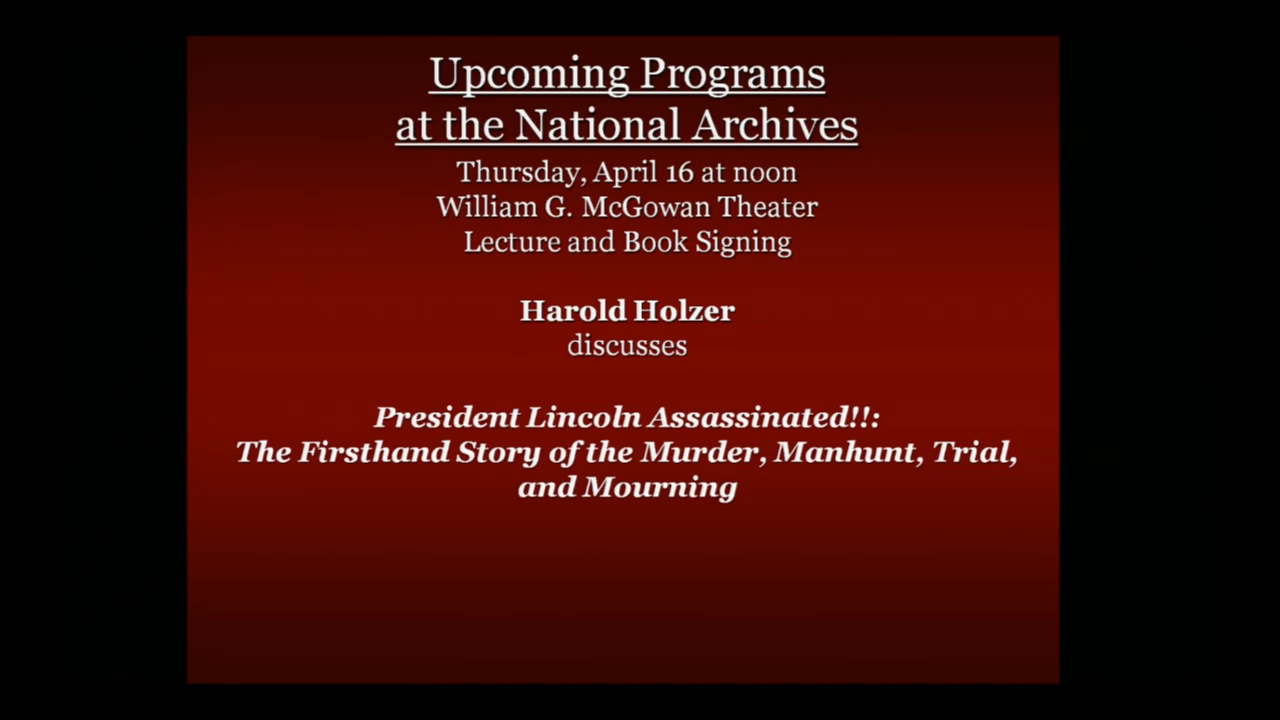 Upcoming Programs
at the National Archives
Thursday, April 16 at noon
William G. McGowan Theater
Lecture and Book Signing
Harold Holzer
discusses
President Lincoln Assassinated!!:
The Firsthand Story of the Murder, Manhunt, Trial,
and Mourning